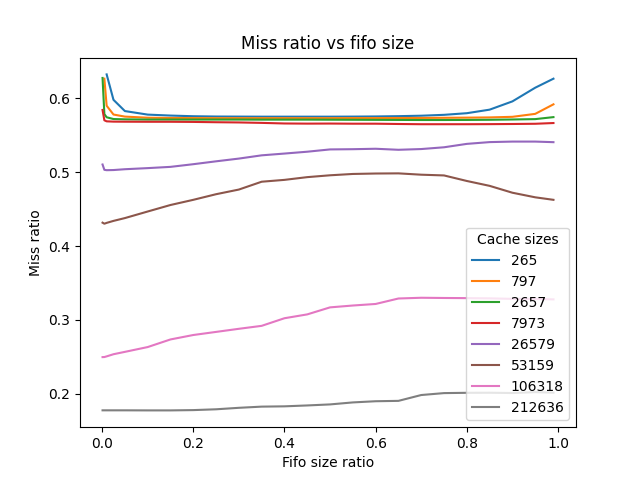 Miss ratio vs fifo size
Miss ratio
0.6
0.5
0.4
0.3
0.2
Cache sizes
265
797
2657
7973
26579
53159
106318
212636
0.0 0.2 0.4 0.6 0.8 1.0
Fifo size ratio